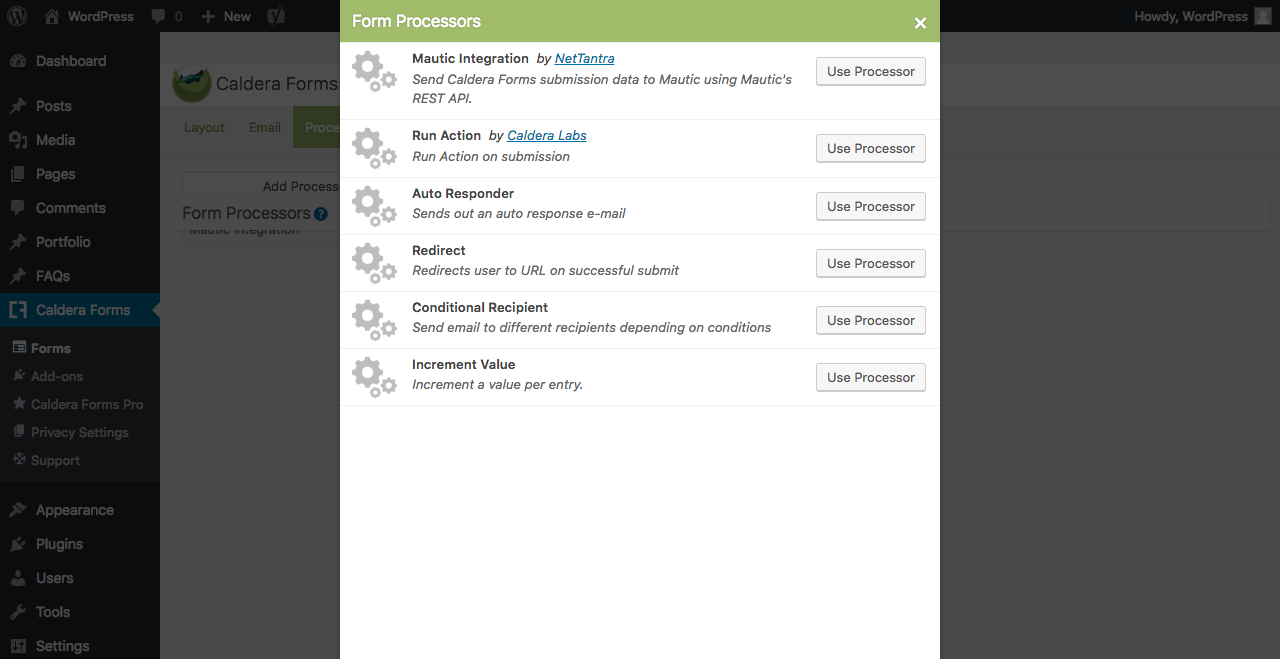 WordPress 0 New Howdy, WordPress
Dashboard
Posts
Media
Pages
Comments
Portfolio
FAQs
Caldera Forms
Forms
Add-ons
Caldera Forms Pro
Privacy Settings
Support
Appearance
Plugins
Users
Tools
Settings
Caldera Forms
Layout Email Proce
Add Process
Form Processors ?
Mautic Integration
Form Processors ×
Mautic Integration by NetTantra
Send Caldera Forms submission data to Mautic using Mautic's
REST API.
Use Processor
Run Action by Caldera Labs
Run Action on submission
Use Processor
Auto Responder
Sends out an auto response e-mail
Use Processor
Redirect
Redirects user to URL on successful submit
Use Processor
Conditional Recipient
Send email to different recipients depending on conditions
Use Processor
Increment Value
Increment a value per entry.
Use Processor